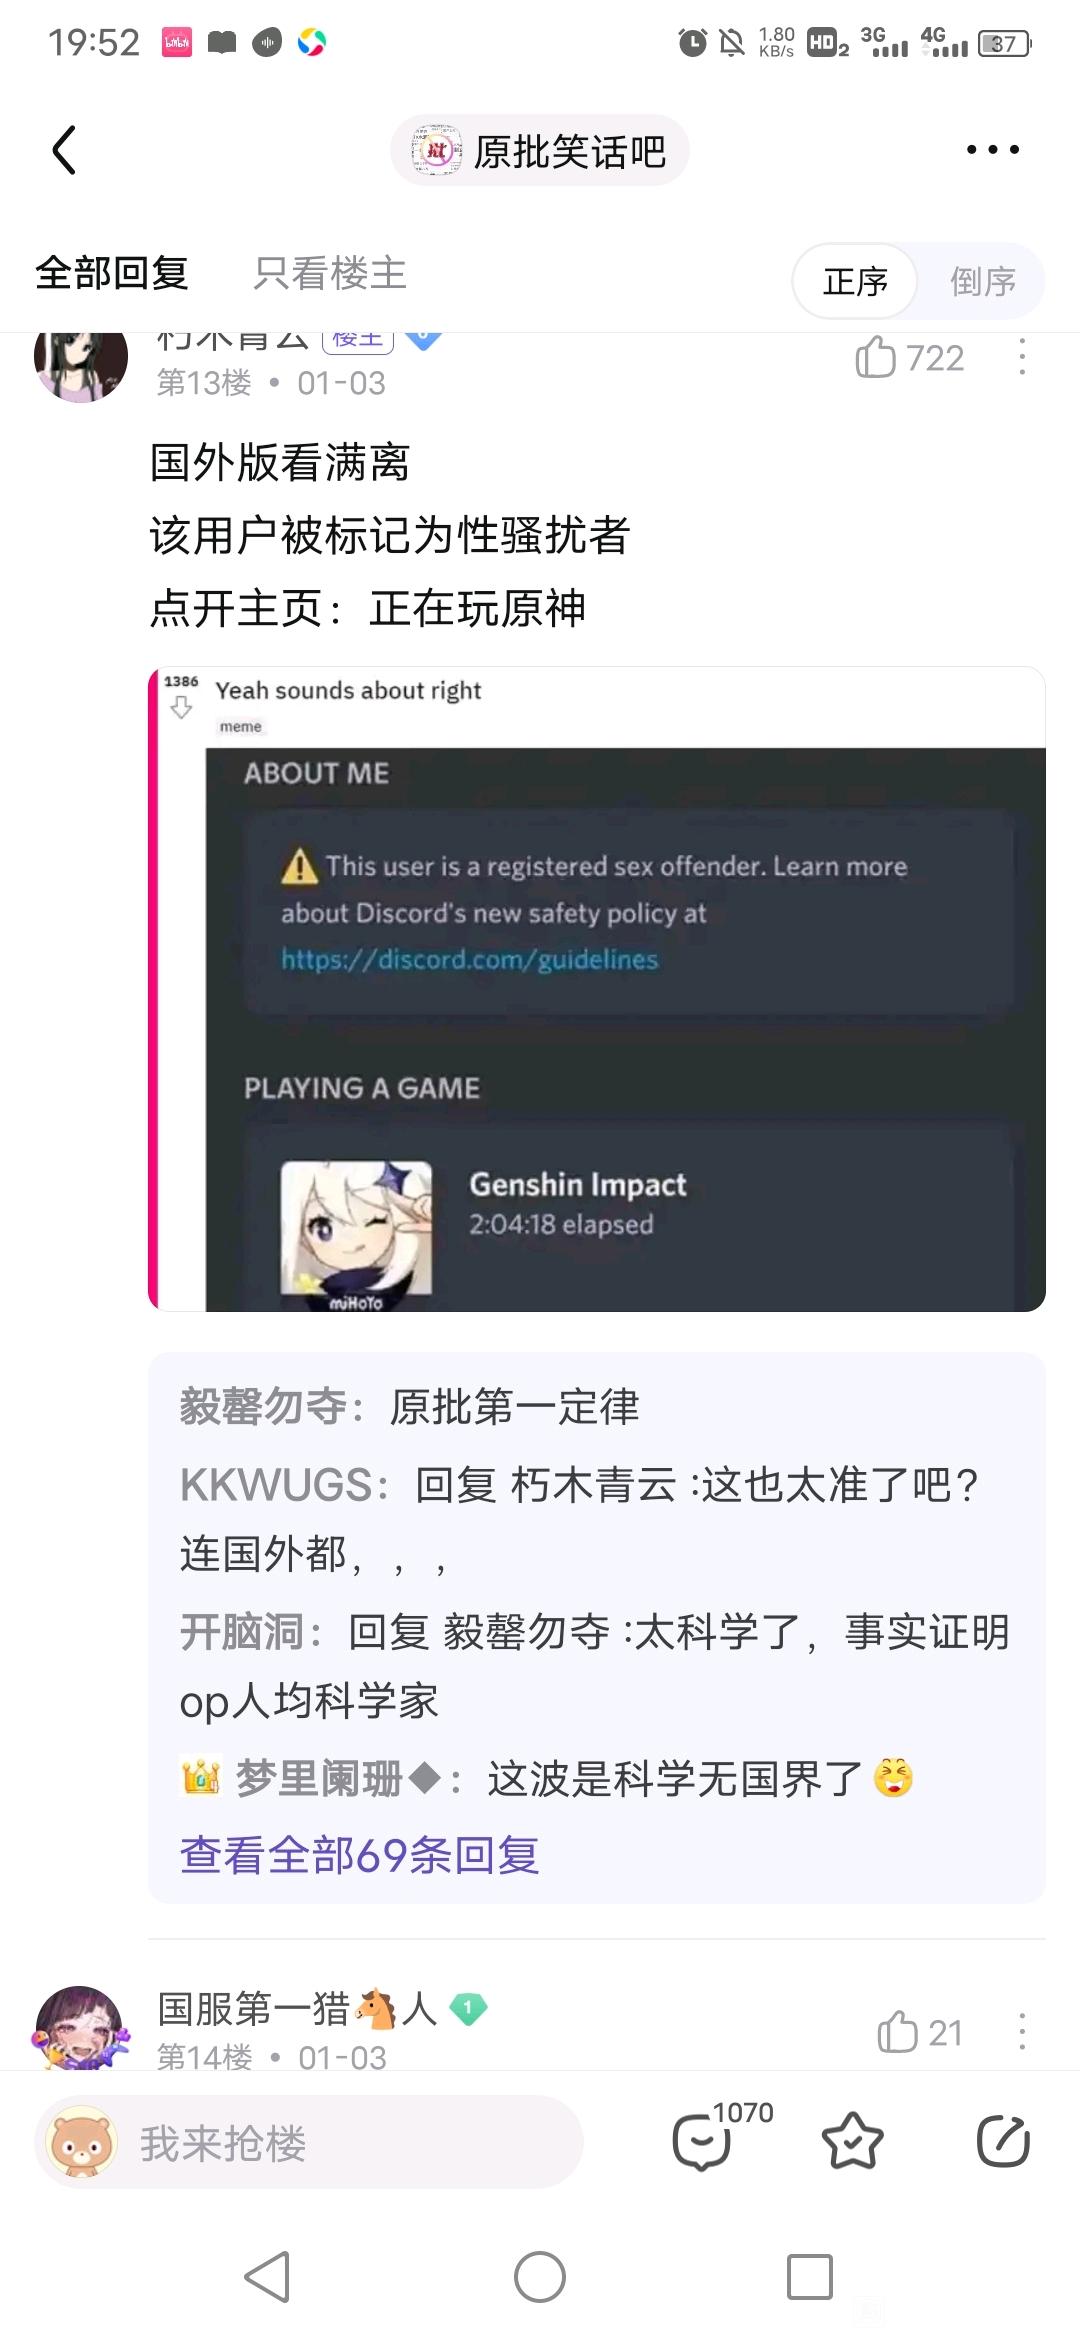 19:52
1.80
KB/s
HD 2
3G
4G
37
原批笑话吧
全部回复
只看楼主
正序
倒序
朽木青云
楼主
722
第13楼 • 01-03
国外版看满离
该用户被标记为性骚扰者
点开主页：正在玩原神
1386
Yeah sounds about right
meme
ABOUT ME
This user is a registered sex offender. Learn more
about Discord's new safety policy at
https://discord.com/guidelines
PLAYING A GAME
Genshin Impact
2:04:18 elapsed
miHoYo
毅罄勿夺：原批第一定律
KKWUGS：回复 朽木青云 :这也太准了吧？
连国外都，，，
开脑洞：回复 毅罄勿夺 :太科学了，事实证明
op人均科学家
梦里阑珊◆：这波是科学无国界了
查看全部69条回复
国服第一猎🐴人
1
21
第14楼 • 01-03
我来抢楼
1070